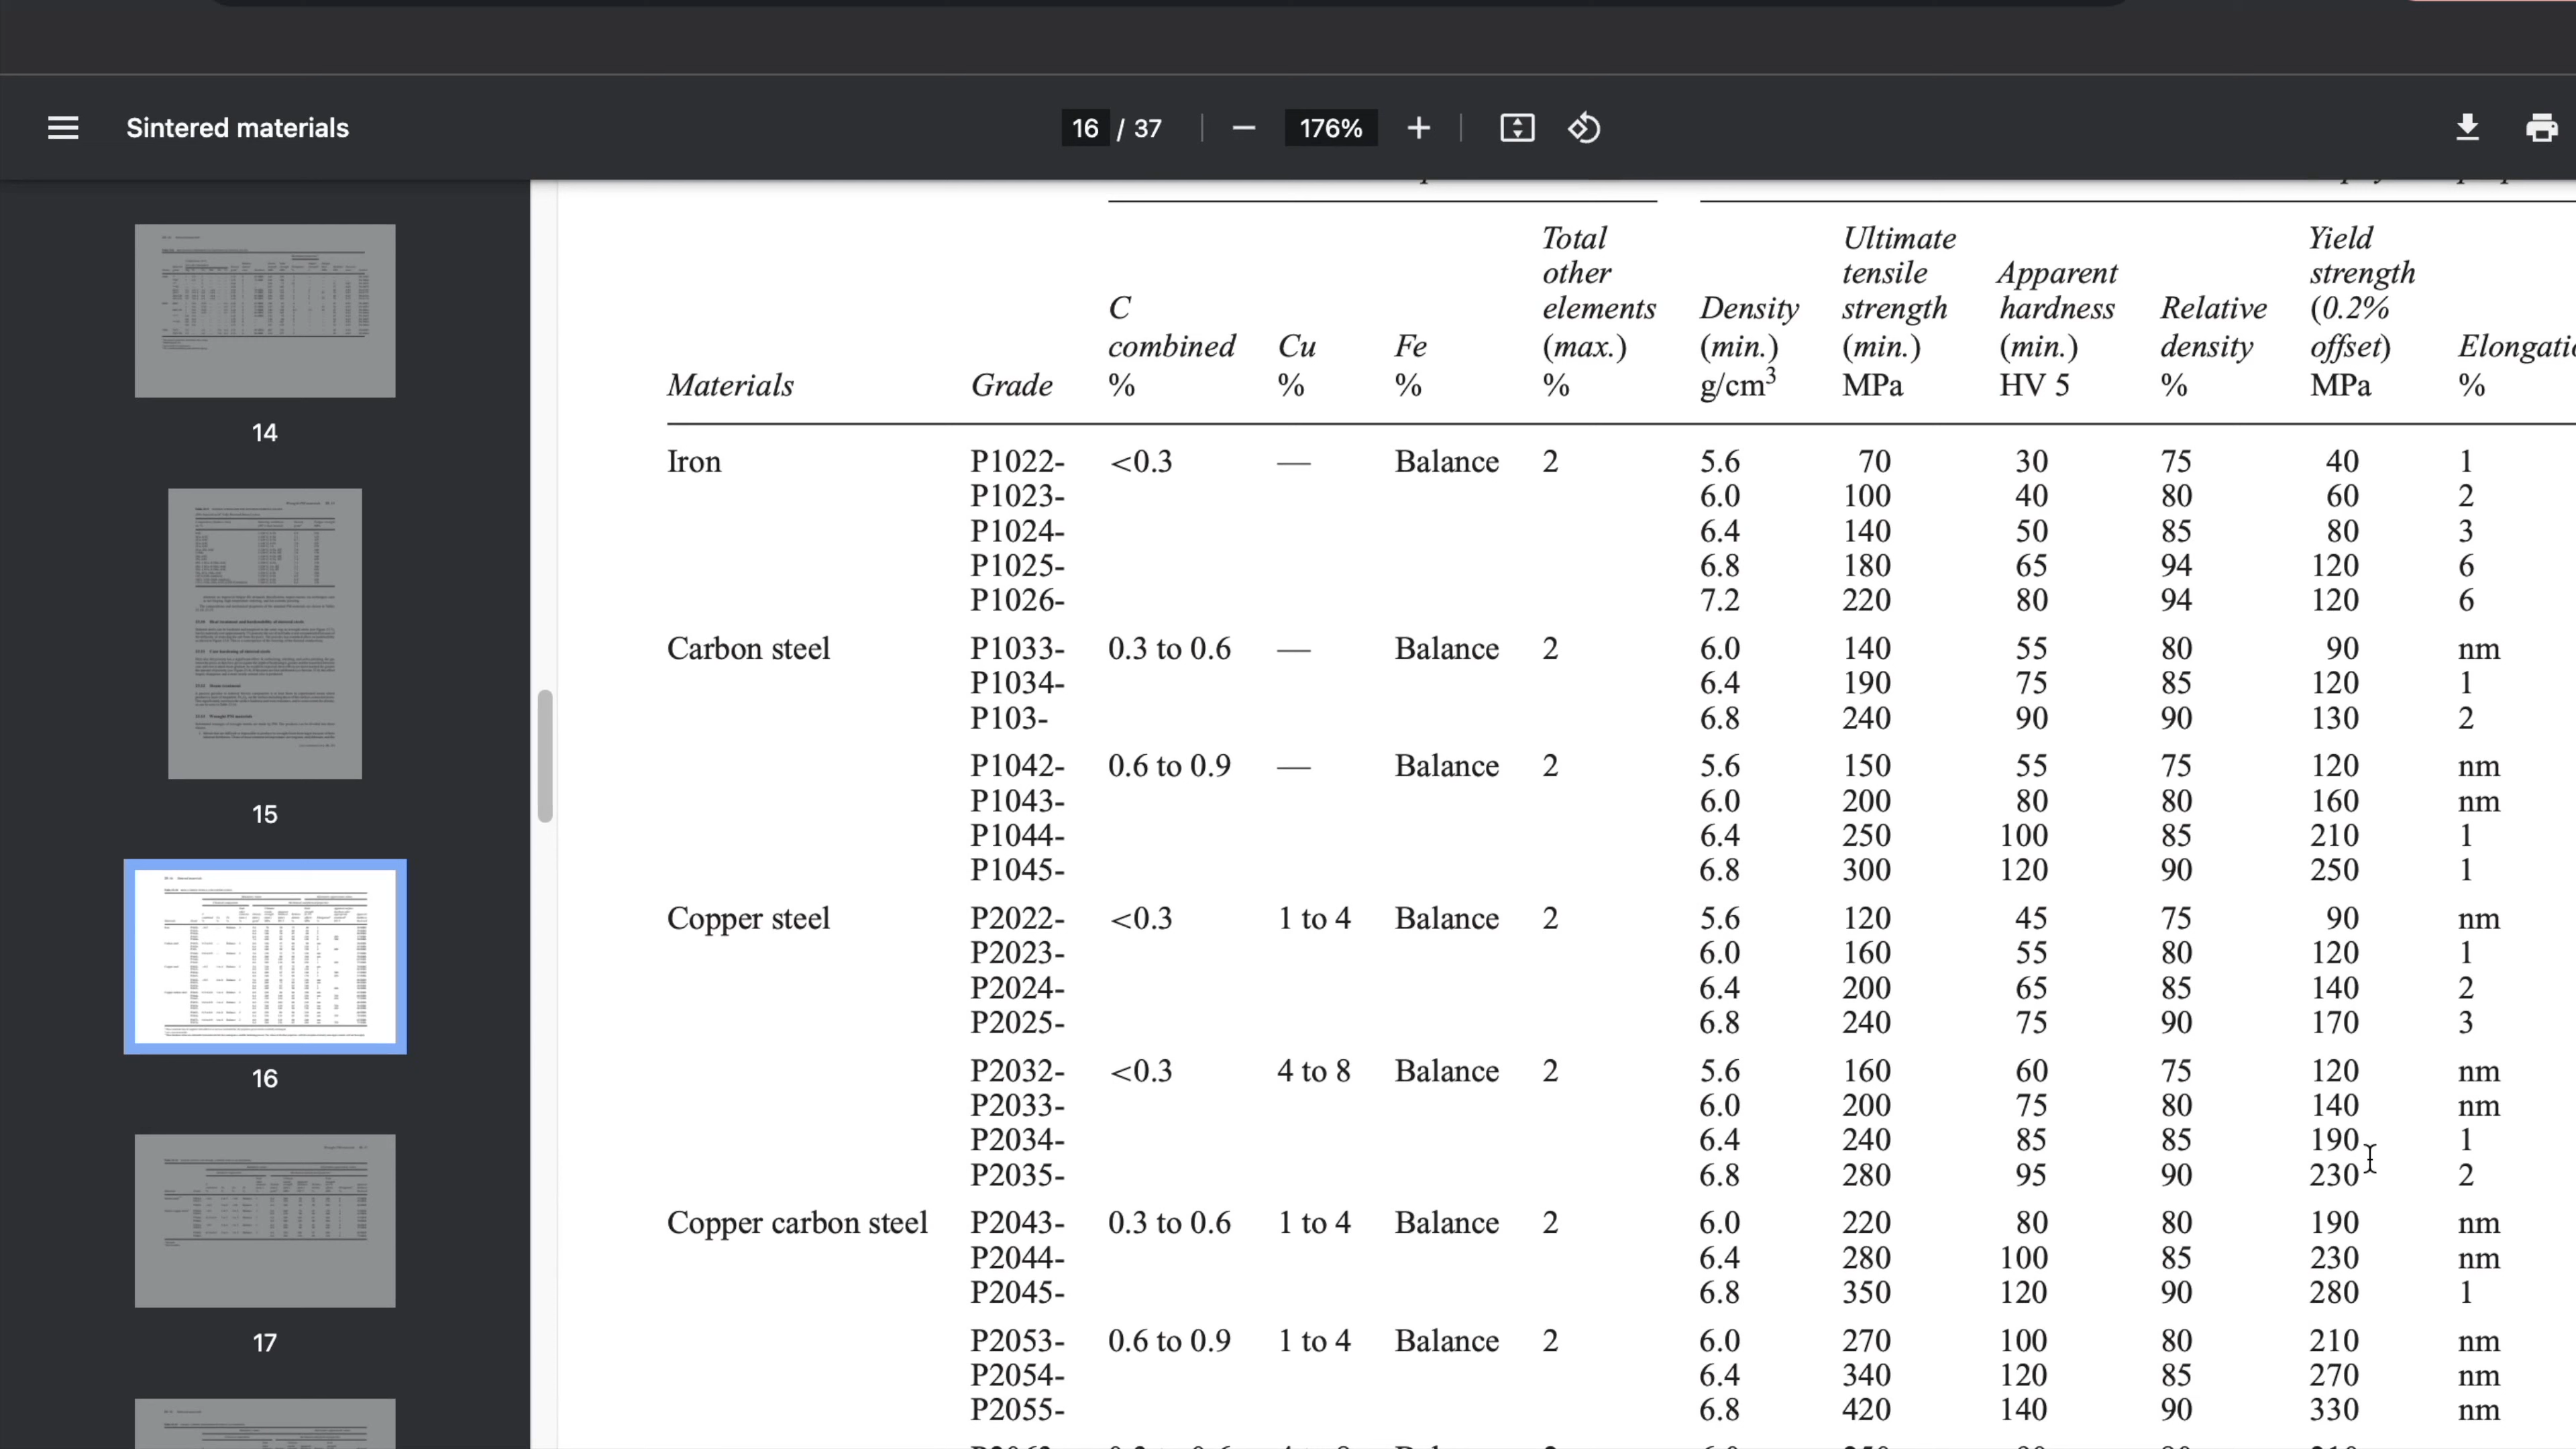 Sintered materials
16 / 37
176%
14
15
16
17
Total other elements (max.) %
Ultimate tensile strength (min.) MPa
Yield strength (0.2% offset) MPa
Materials Grade C combined % Cu % Fe % Total other elements (max.) % Density (min.) g/cm³ Ultimate tensile strength (min.) MPa Apparent hardness (min.) HV 5 Relative density % Yield strength (0.2% offset) MPa %
Iron P1022- <0.3 — Balance 2 5.6 70 30 75 40 1
P1023- 6.0 100 40 80 60 2
P1024- 6.4 140 50 85 80 3
P1025- 6.8 180 65 94 120 6
P1026- 7.2 220 80 94 120 6
Carbon steel P1033- 0.3 to 0.6 — Balance 2 6.0 140 55 80 90 nm
P1034- 6.4 190 75 85 120 1
P103- 6.8 240 90 90 130 2
P1042- 0.6 to 0.9 — Balance 2 5.6 150 55 75 120 nm
P1043- 6.0 200 80 80 160 nm
P1044- 6.4 250 100 85 210 1
P1045- 6.8 300 120 90 250 1
Copper steel P2022- <0.3 1 to 4 Balance 2 5.6 120 45 75 90 nm
P2023- 6.0 160 55 80 120 1
P2024- 6.4 200 65 85 140 2
P2025- 6.8 240 75 90 170 3
P2032- <0.3 4 to 8 Balance 2 5.6 160 60 75 120 nm
P2033- 6.0 200 75 80 140 nm
P2034- 6.4 240 85 85 190 1
P2035- 6.8 280 95 90 230 2
Copper carbon steel P2043- 0.3 to 0.6 1 to 4 Balance 2 6.0 220 80 80 190 nm
P2044- 6.4 280 100 85 230 nm
P2045- 6.8 350 120 90 280 1
P2053- 0.6 to 0.9 1 to 4 Balance 2 6.0 270 100 80 210 nm
P2054- 6.4 340 120 85 270 nm
P2055- 6.8 420 140 90 330 nm